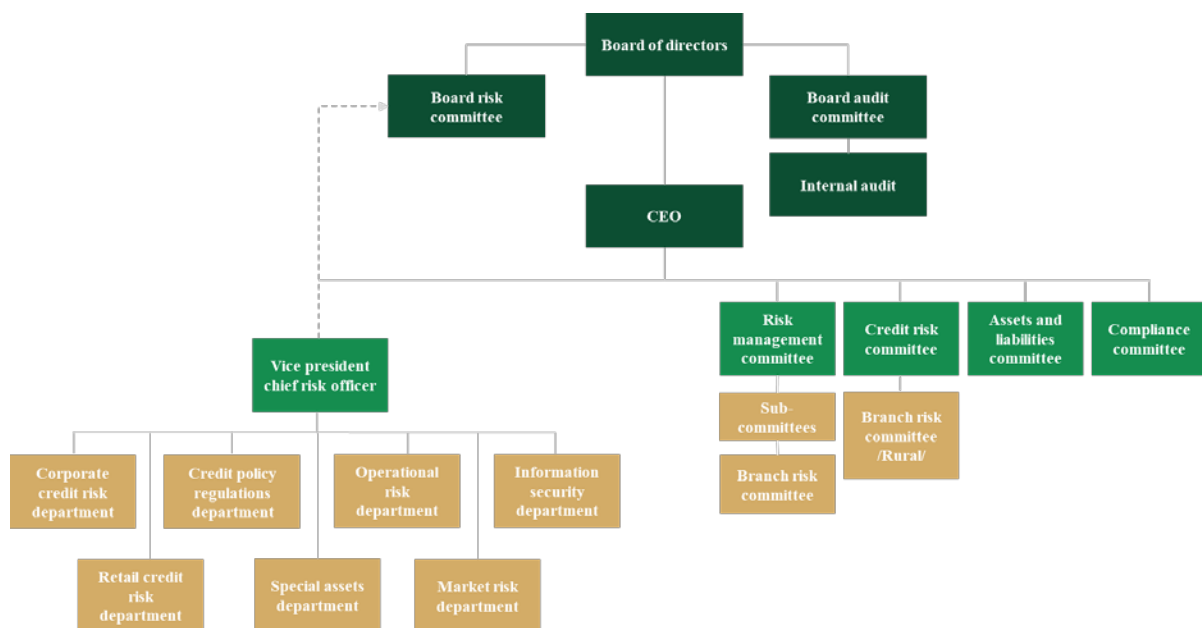 Board of directors
Board risk
committee
Board audit
committee
Internal audit
CEO
Risk
management
committee
Credit risk
committee
Assets and
liabilities
committee
Compliance
committee
Vice president
chief risk officer
Sub-
committees
Branch risk
committee
/Rural/
Branch risk
committee
Corporate
credit risk
department
Credit policy
regulations
department
Operational
risk
department
Information
security
department
Retail credit
risk
department
Special assets
department
Market risk
department